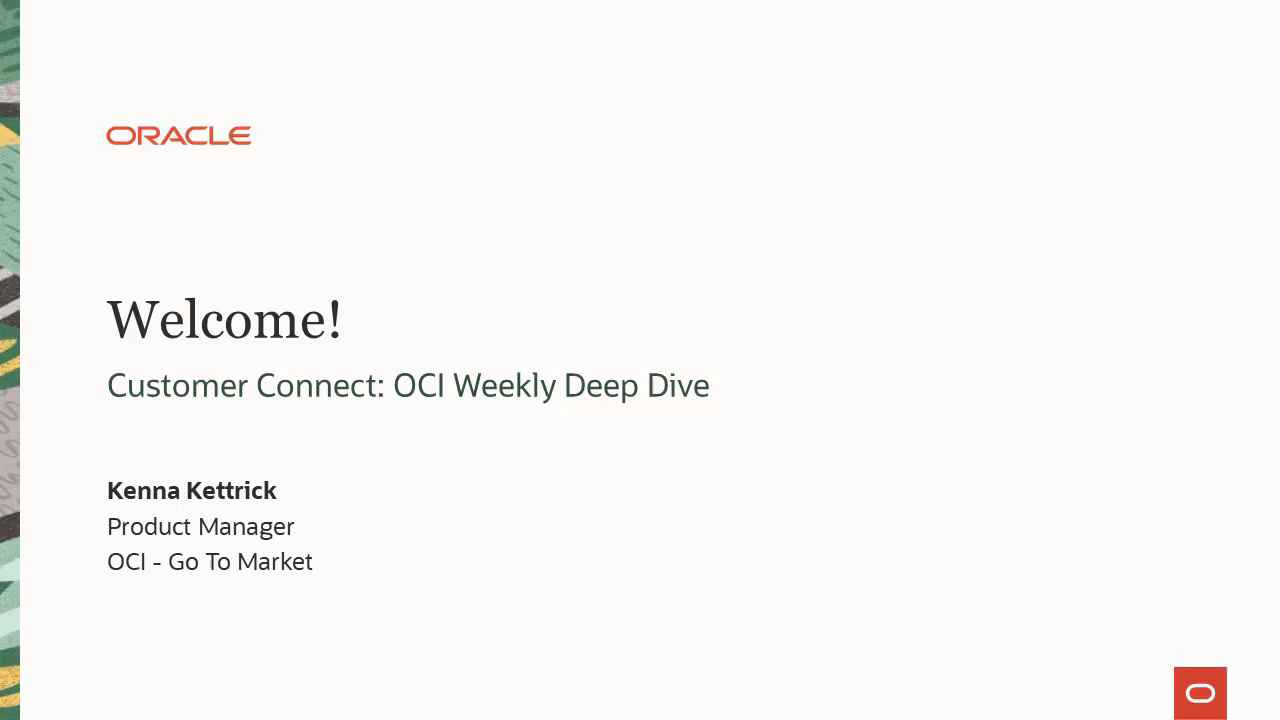 ORACLE
Welcome!
Customer Connect: OCI Weekly Deep Dive
Kenna Kettrick
Product Manager
OCI - Go To Market